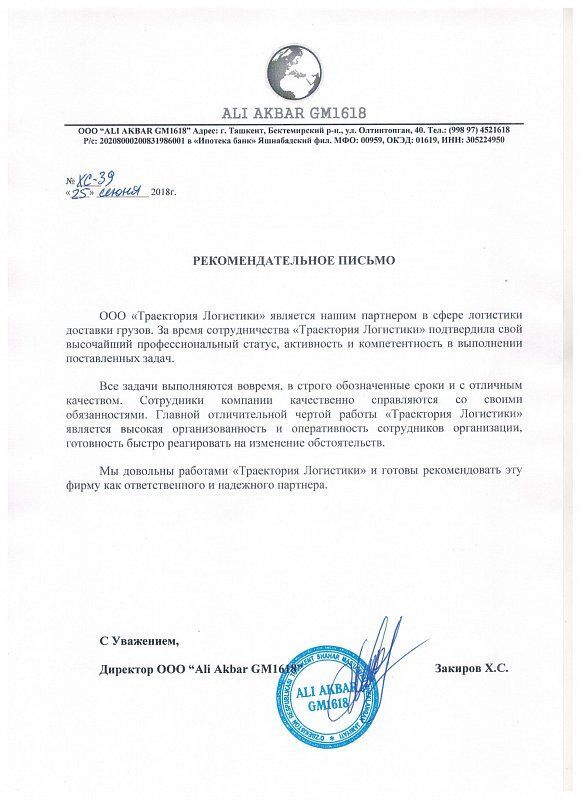 ALI AKBAR GM1618
ООО “ALI AKBAR GM1618” Адрес: г. Ташкент, Бектемирский р-н., ул. Олтинтопган, 40. Тел.: (998 97) 4521618
Р/с: 20208000200831986001 в «Ипотека банк» Яшнабадский фил. МФО: 00959, ОКЭД: 01619, ИНН: 305224950
№ ХС-39
«25» июня 2018г.
РЕКОМЕНДАТЕЛЬНОЕ ПИСЬМО
ООО «Траектория Логистики» является нашим партнером в сфере логистики
доставки грузов. За время сотрудничества «Траектория Логистики» подтвердила свой
высочайший профессиональный статус, активность и компетентность в выполнении
поставленных задач.
Все задачи выполняются вовремя, в строго обозначенные сроки и с отличным
качеством. Сотрудники компании качественно справляются со своими
обязанностями. Главной отличительной чертой работы «Траектория Логистики»
является высокая организованность и оперативность сотрудников организации,
готовность быстро реагировать на изменение обстоятельств.
Мы довольны работами «Траектория Логистики» и готовы рекомендовать эту
фирму как ответственного и надежного партнера.
С Уважением,
Директор ООО “Ali Akbar GM1618”
Закиров Х.С.
ALI AKBAR
GM1618